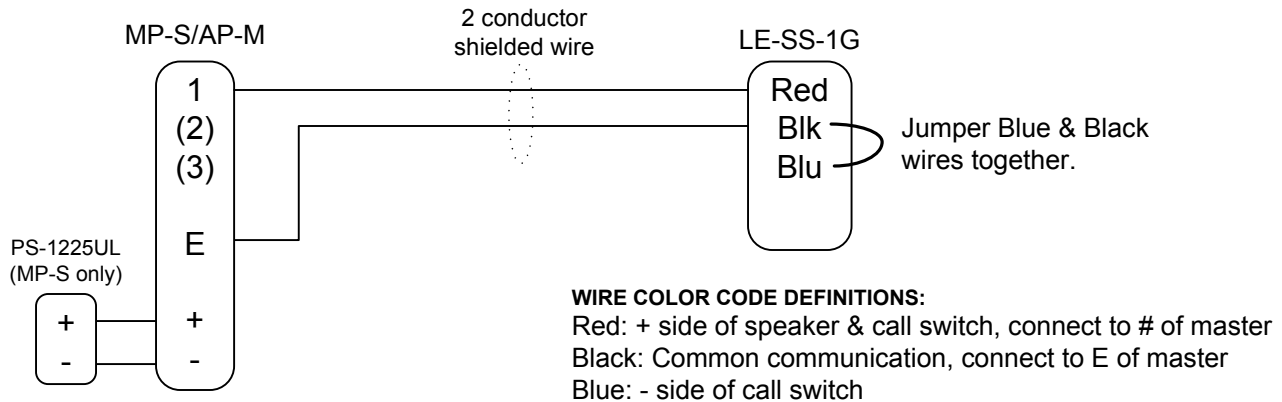 2 conductor
shielded wire
MP-S/AP-M
LE-SS-1G
1
(2)
(3)
E
+
-
Red
Blk
Blu
Jumper Blue & Black
wires together.
PS-1225UL
(MP-S only)
+
-
WIRE COLOR CODE DEFINITIONS:
Red: + side of speaker & call switch, connect to # of master
Black: Common communication, connect to E of master
Blue: - side of call switch